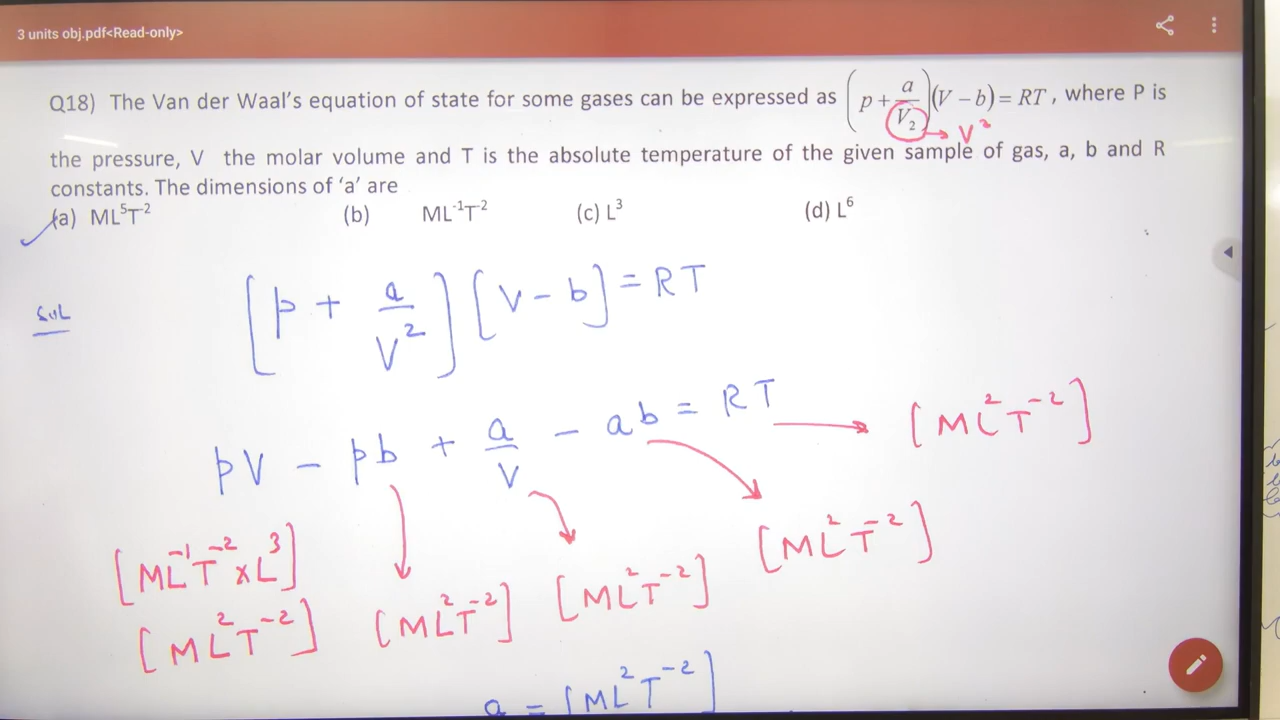 3 units obj.pdf<Read-only>
Q18) The Van der Waal's equation of state for some gases can be expressed as (p + a/V₂)(V − b) = RT, where P is
→ V²
the pressure, V the molar volume and T is the absolute temperature of the given sample of gas, a, b and R
constants. The dimensions of 'a' are
(a) ML⁵T⁻² (b) ML⁻¹T⁻² (c) L³ (d) L⁶
Sol
[p + a/V²] [V − b] = RT
pV − pb + a/V − ab = RT → [ML²T⁻²]
[ML⁻¹T⁻² × L³]
[ML²T⁻²] [ML²T⁻²] [ML²T⁻²] [ML²T⁻²]
a = [ML²T⁻²]